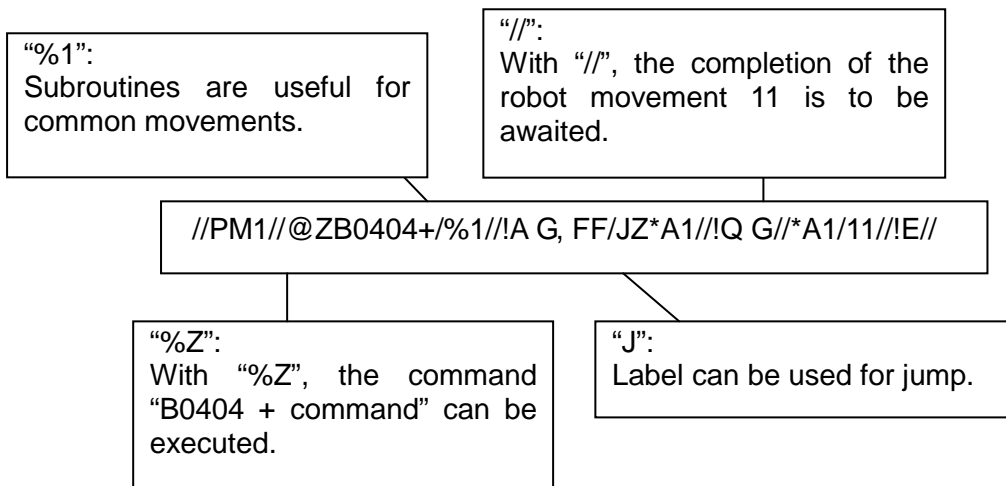 “%1”:
Subroutines are useful for
common movements.
“//”:
With “//”, the completion of the
robot movement 11 is to be
awaited.
//PM1//@ZB0404+/%1//!A G, FF/JZ*A1//!Q G//*A1/11//!E//
“%Z”:
With “%Z”, the command
“B0404 + command” can be
executed.
“J”:
Label can be used for jump.